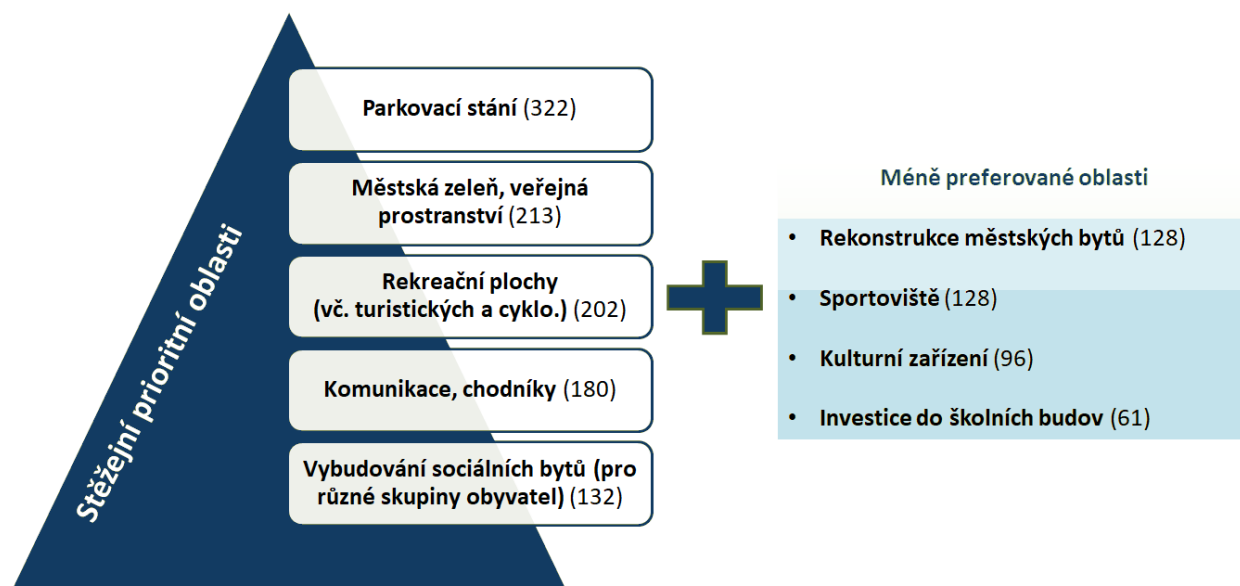 Stěžejní prioritní oblasti
Parkovací stání (322)
Městská zeleň, veřejná
prostranství (213)
Rekreační plochy
(vč. turistických a cyklo.) (202)
Komunikace, chodníky (180)
Vybudování sociálních bytů (pro
různé skupiny obyvatel) (132)
Méně preferované oblasti
• Rekonstrukce městských bytů (128)
• Sportoviště (128)
• Kulturní zařízení (96)
• Investice do školních budov (61)